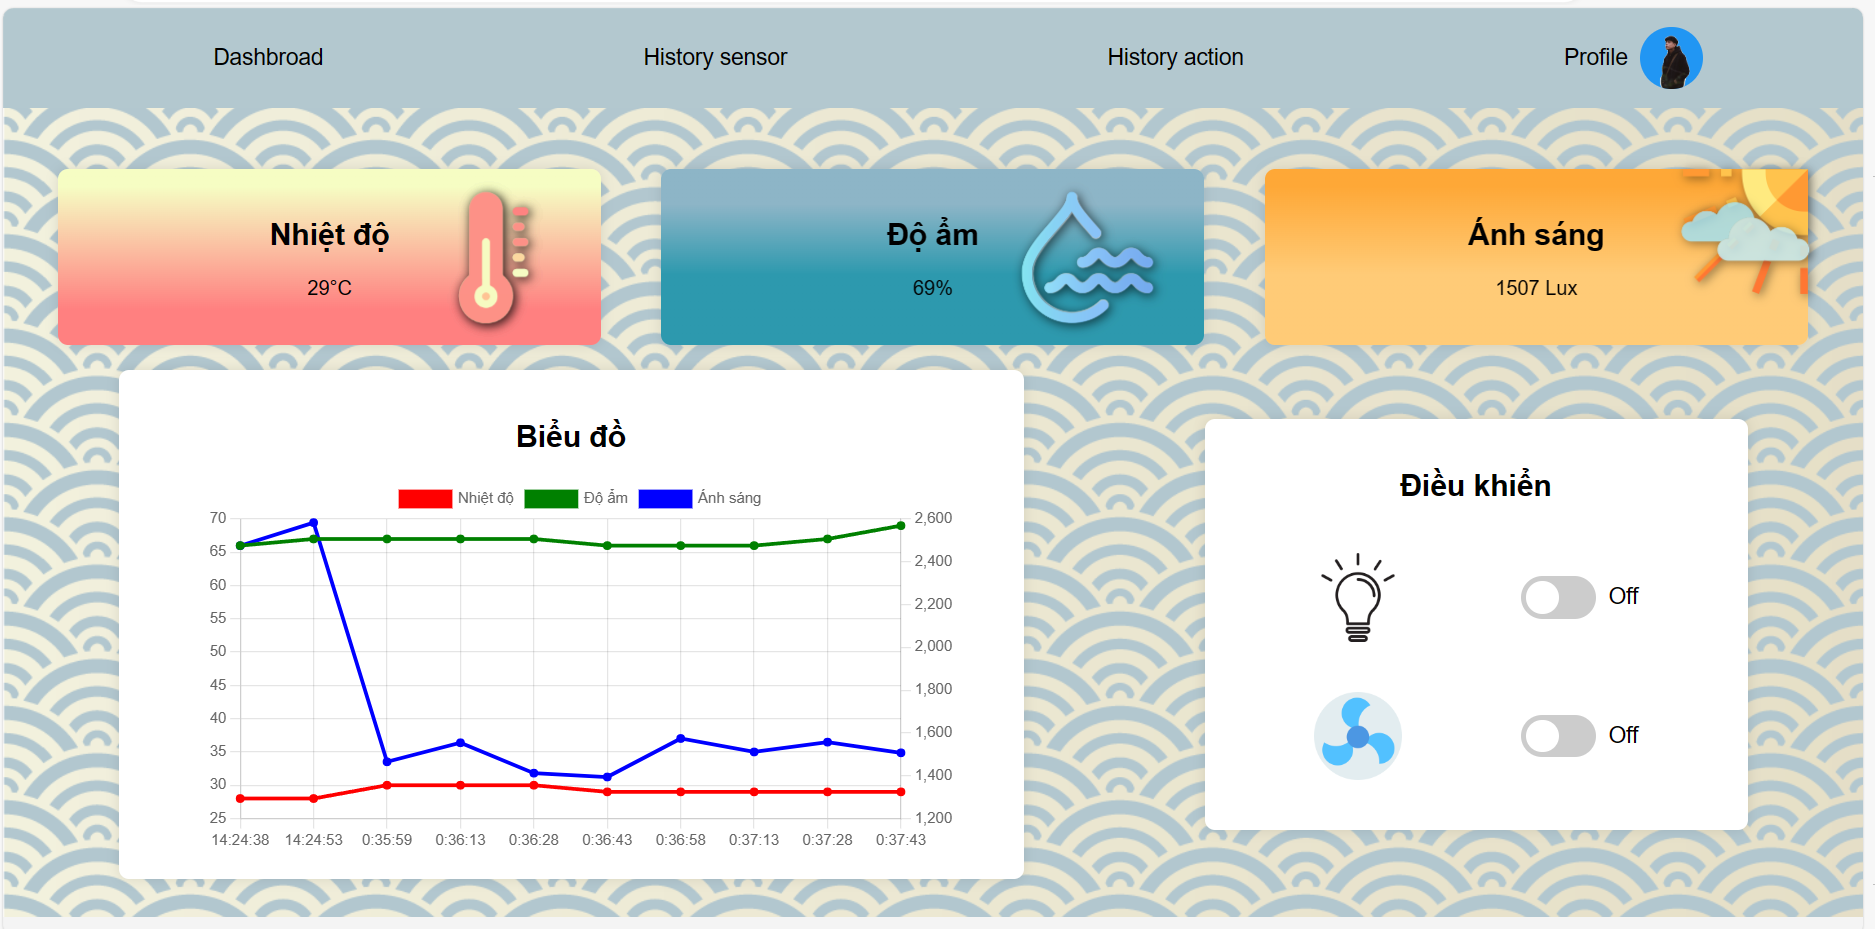 Dashbroad
History sensor
History action
Profile
Nhiệt độ
29°C
Độ ẩm
69%
Ánh sáng
1507 Lux
Biểu đồ
Nhiệt độ Độ ẩm Ánh sáng
70
65
60
55
50
45
40
35
30
25
2,600
2,400
2,200
2,000
1,800
1,600
1,400
1,200
14:24:38 14:24:53 0:35:59 0:36:13 0:36:28 0:36:43 0:36:58 0:37:13 0:37:28 0:37:43
Điều khiển
Off
Off